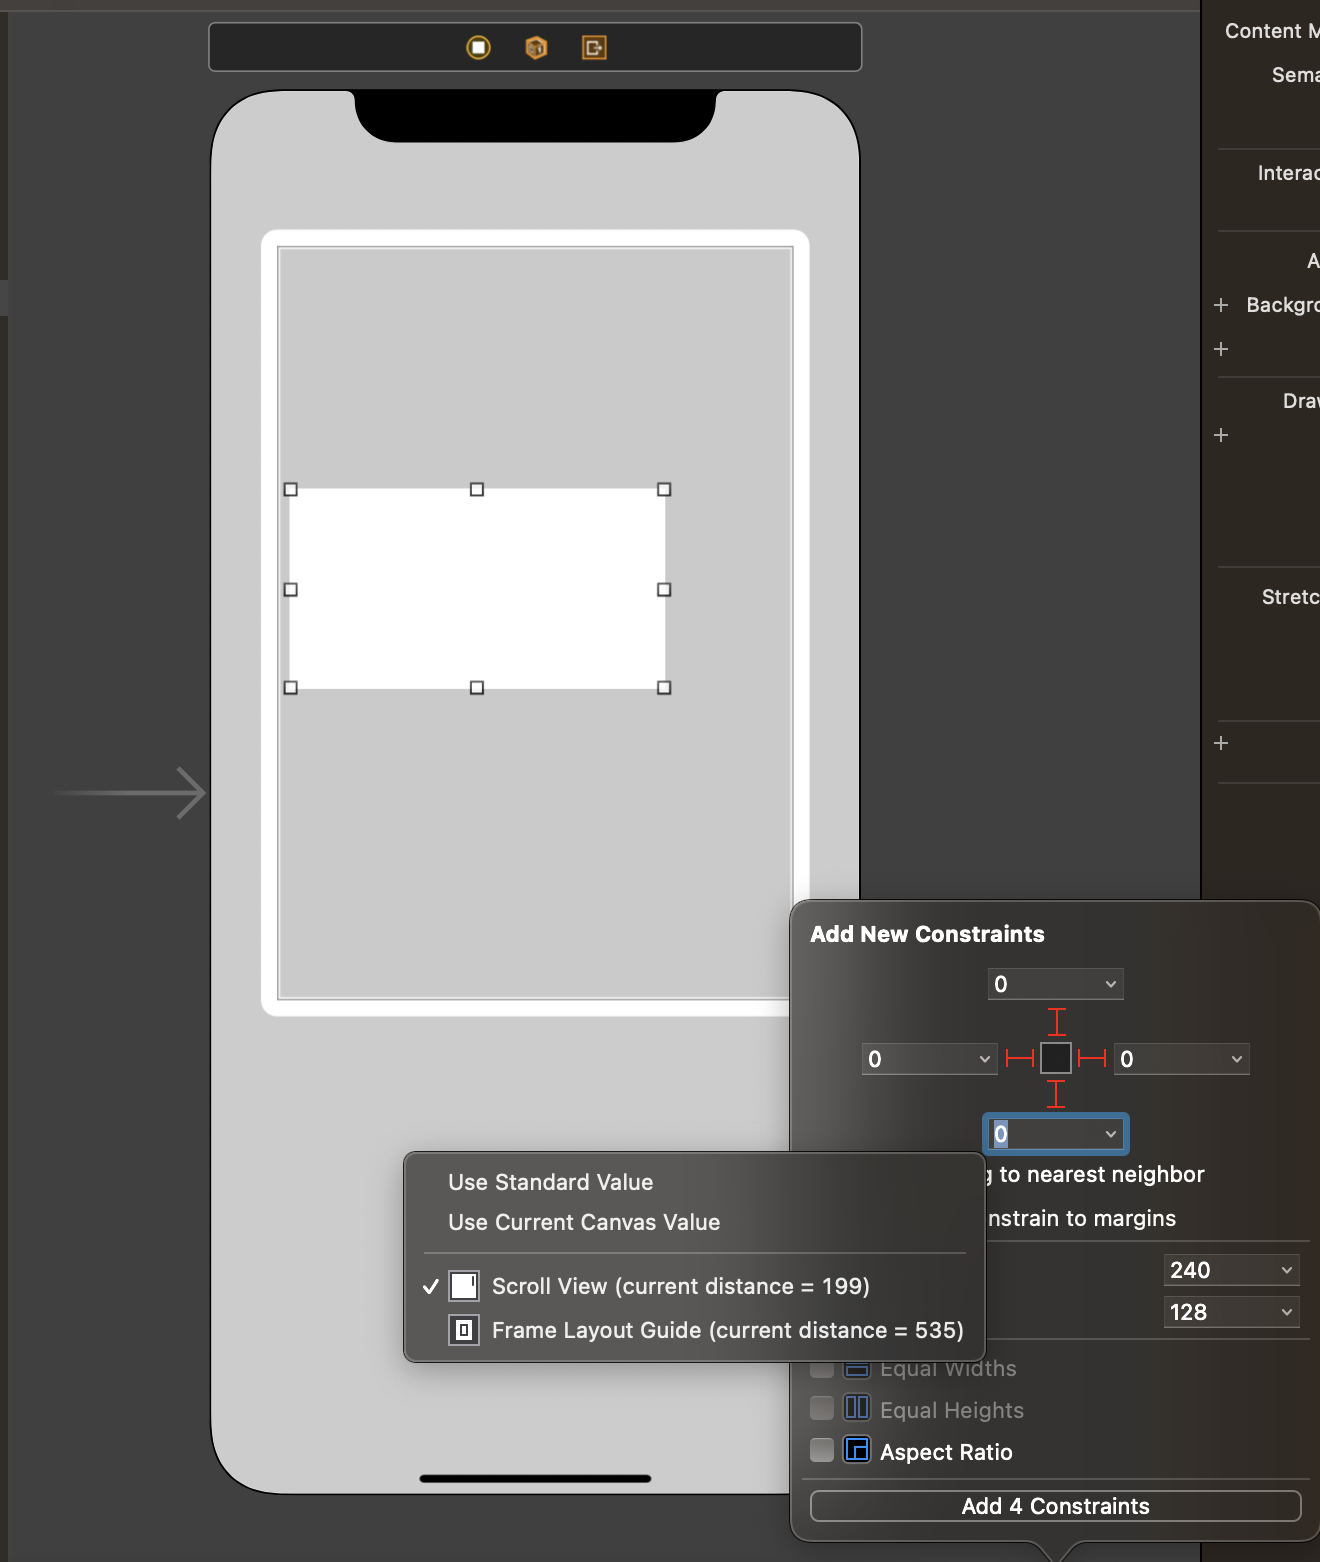 Content M
Sema
Interac
A
Backgro
Draw
Stretc
Add New Constraints
0
0
0
0
g to nearest neighbor
nstrain to margins
Use Standard Value
Use Current Canvas Value
✓ Scroll View (current distance = 199)
Frame Layout Guide (current distance = 535)
240
128
Equal Widths
Equal Heights
Aspect Ratio
Add 4 Constraints